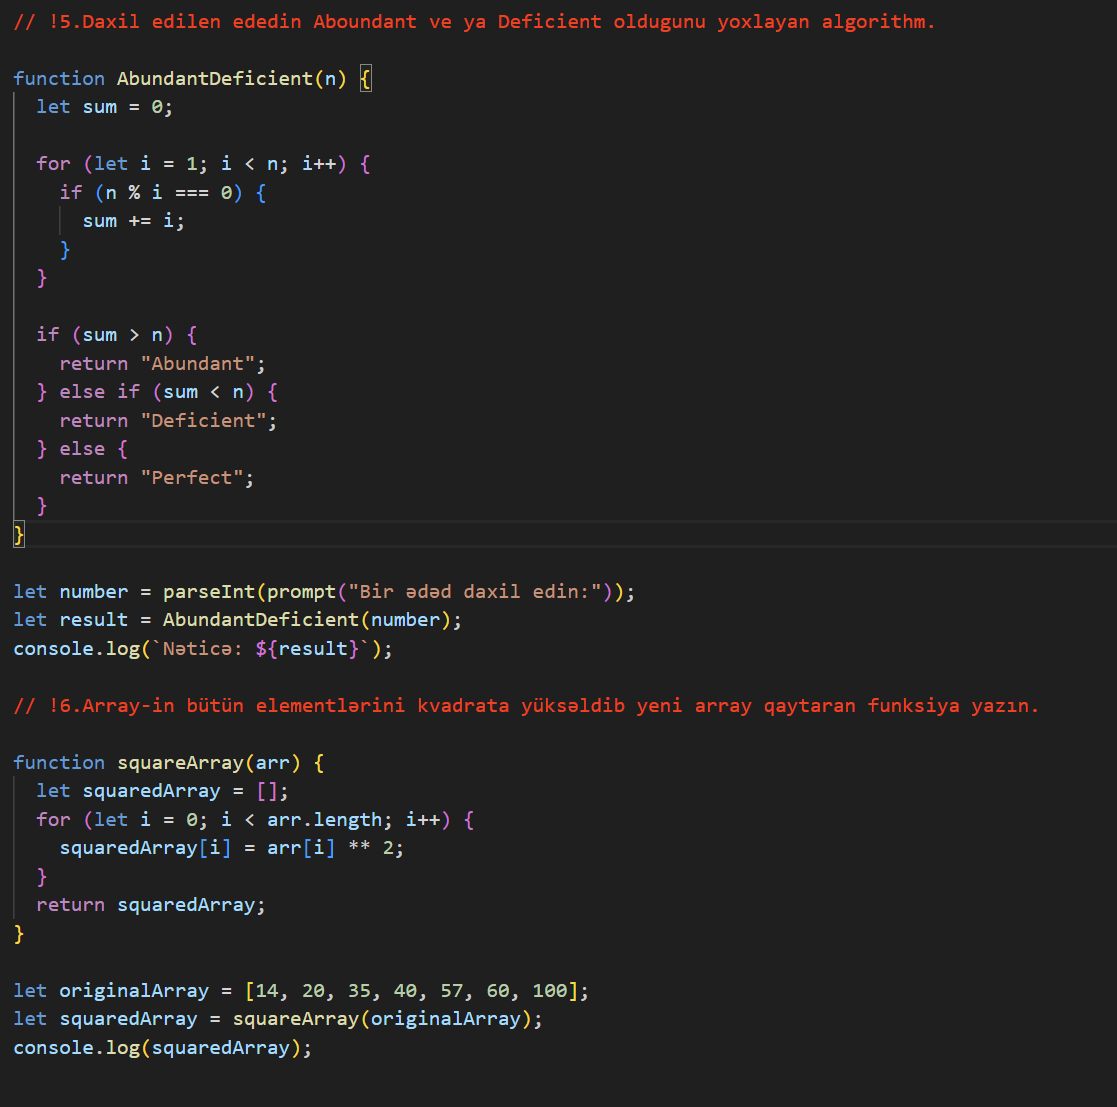 // !5.Daxil edilen ededin Aboundant ve ya Deficient oldugunu yoxlayan algorithm.
function AbundantDeficient(n) {
let sum = 0;
for (let i = 1; i < n; i++) {
if (n % i === 0) {
sum += i;
}
}
if (sum > n) {
return "Abundant";
} else if (sum < n) {
return "Deficient";
} else {
return "Perfect";
}
}
let number = parseInt(prompt("Bir ədəd daxil edin:"));
let result = AbundantDeficient(number);
console.log(`Nəticə: ${result}`);
// !6.Array-in bütün elementlərini kvadrata yüksəldib yeni array qaytaran funksiya yazın.
function squareArray(arr) {
let squaredArray = [];
for (let i = 0; i < arr.length; i++) {
squaredArray[i] = arr[i] ** 2;
}
return squaredArray;
}
let originalArray = [14, 20, 35, 40, 57, 60, 100];
let squaredArray = squareArray(originalArray);
console.log(squaredArray);